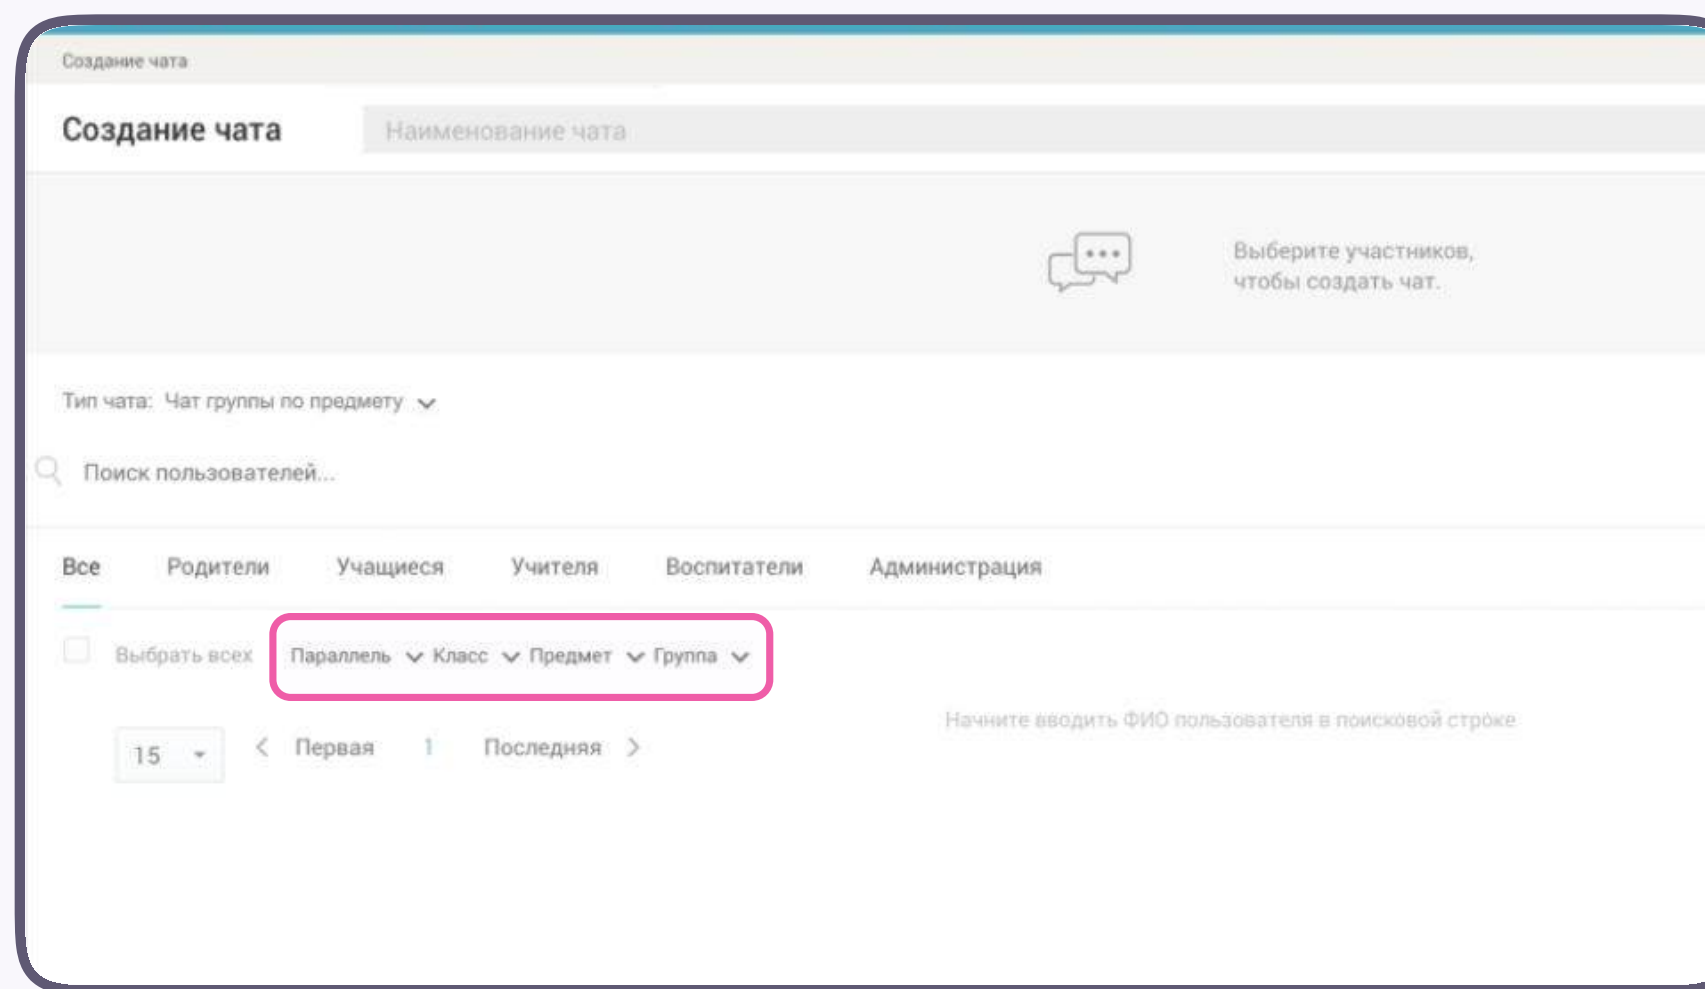 Создание чата
Создание чата Наименование чата
Выберите участников,
чтобы создать чат.
Тип чата: Чат группы по предмету
Поиск пользователей...
Все Родители Учащиеся Учителя Воспитатели Администрация
Выбрать всех Параллель Класс Предмет Группа
Начните вводить ФИО пользователя в поисковой строке
15 Первая 1 Последняя